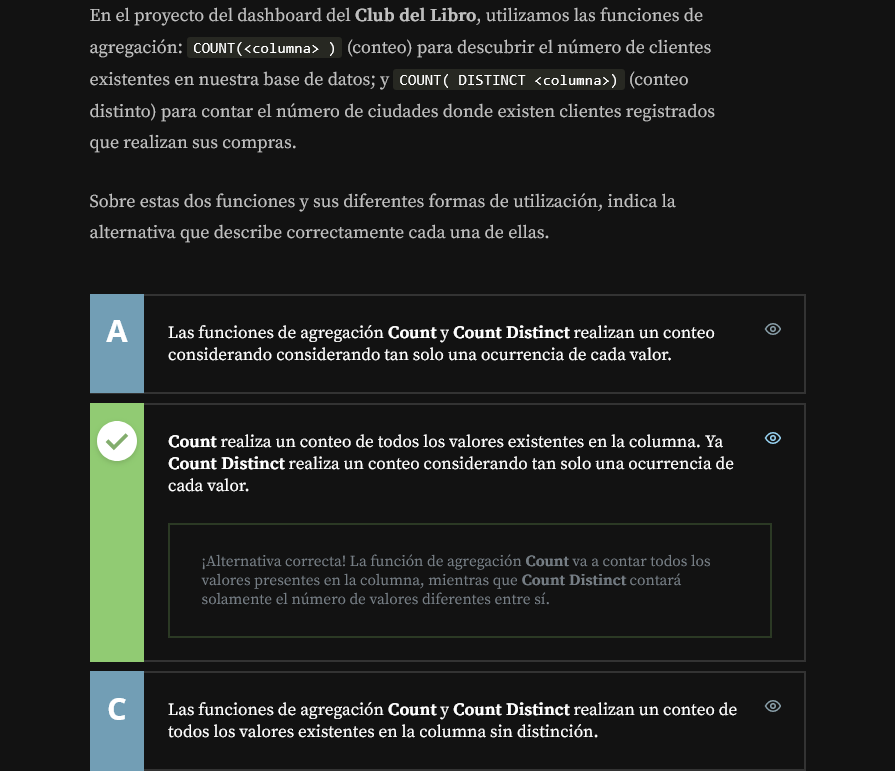 En el proyecto del dashboard del Club del Libro, utilizamos las funciones de
agregación: COUNT(<columna> ) (conteo) para descubrir el número de clientes
existentes en nuestra base de datos; y COUNT( DISTINCT <columna>) (conteo
distinto) para contar el número de ciudades donde existen clientes registrados
que realizan sus compras.
Sobre estas dos funciones y sus diferentes formas de utilización, indica la
alternativa que describe correctamente cada una de ellas.
A
Las funciones de agregación Count y Count Distinct realizan un conteo
considerando considerando tan solo una ocurrencia de cada valor.
Count realiza un conteo de todos los valores existentes en la columna. Ya
Count Distinct realiza un conteo considerando tan solo una ocurrencia de
cada valor.
¡Alternativa correcta! La función de agregación Count va a contar todos los
valores presentes en la columna, mientras que Count Distinct contará
solamente el número de valores diferentes entre sí.
C
Las funciones de agregación Count y Count Distinct realizan un conteo de
todos los valores existentes en la columna sin distinción.